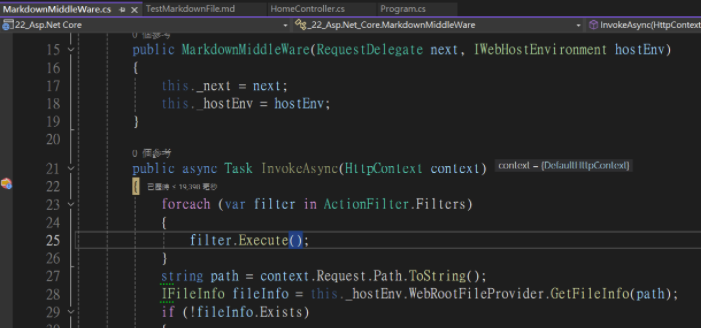 MarkdownMiddleWare.cs TestMarkdownFile.md HomeController.cs Program.cs
22_Asp.Net Core _22_Asp.Net_Core.MarkdownMiddleWare InvokeAsync(HttpContext context)
0 個參考
15 public MarkdownMiddleWare(RequestDelegate next, IWebHostEnvironment hostEnv)
16 {
17 this._next = next;
18 this._hostEnv = hostEnv;
19 }
20
0 個參考
21 public async Task InvokeAsync(HttpContext context) context = {DefaultHttpContext}
22 { 已經過 < 19,390 毫秒
23 foreach (var filter in ActionFilter.Filters)
24 {
25 filter.Execute();
26 }
27 string path = context.Request.Path.ToString();
28 IFileInfo fileInfo = this._hostEnv.WebRootFileProvider.GetFileInfo(path);
29 if (!fileInfo.Exists)